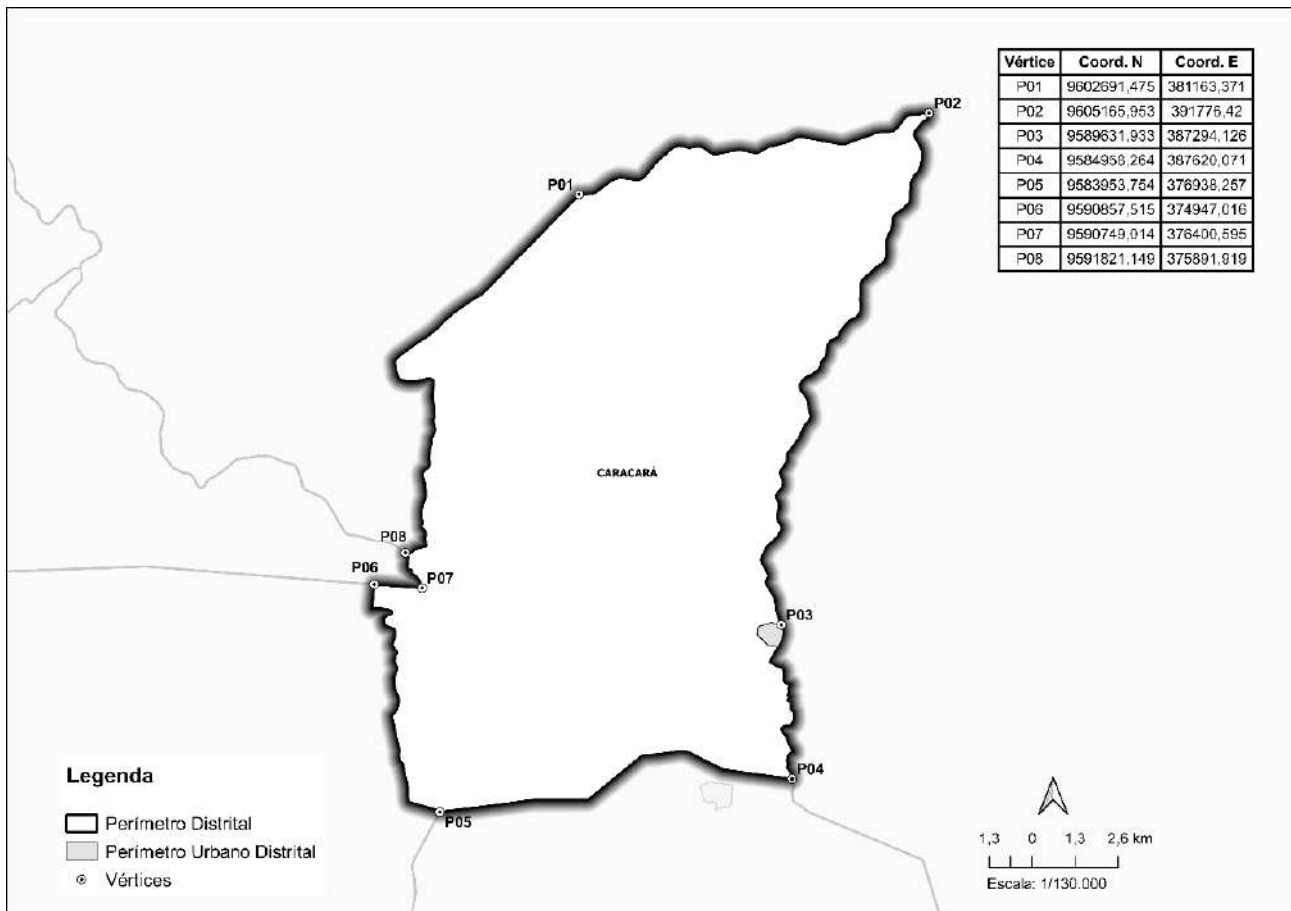 Vértice Coord. N Coord. E
P01 9602691,475 381163,371
P02 9605165,953 391776,42
P03 9589631,933 387294,126
P04 9584958,264 387620,071
P05 9583953,754 376938,257
P06 9590857,515 374947,016
P07 9590749,014 376400,595
P08 9591821,149 375891,919
P02
P01
CARACARÁ
P08
P06
P07
P03
P04
P05
Legenda
Perímetro Distrital
Perímetro Urbano Distrital
Vértices
1,3 0 1,3 2,6 km
Escala: 1/130.000